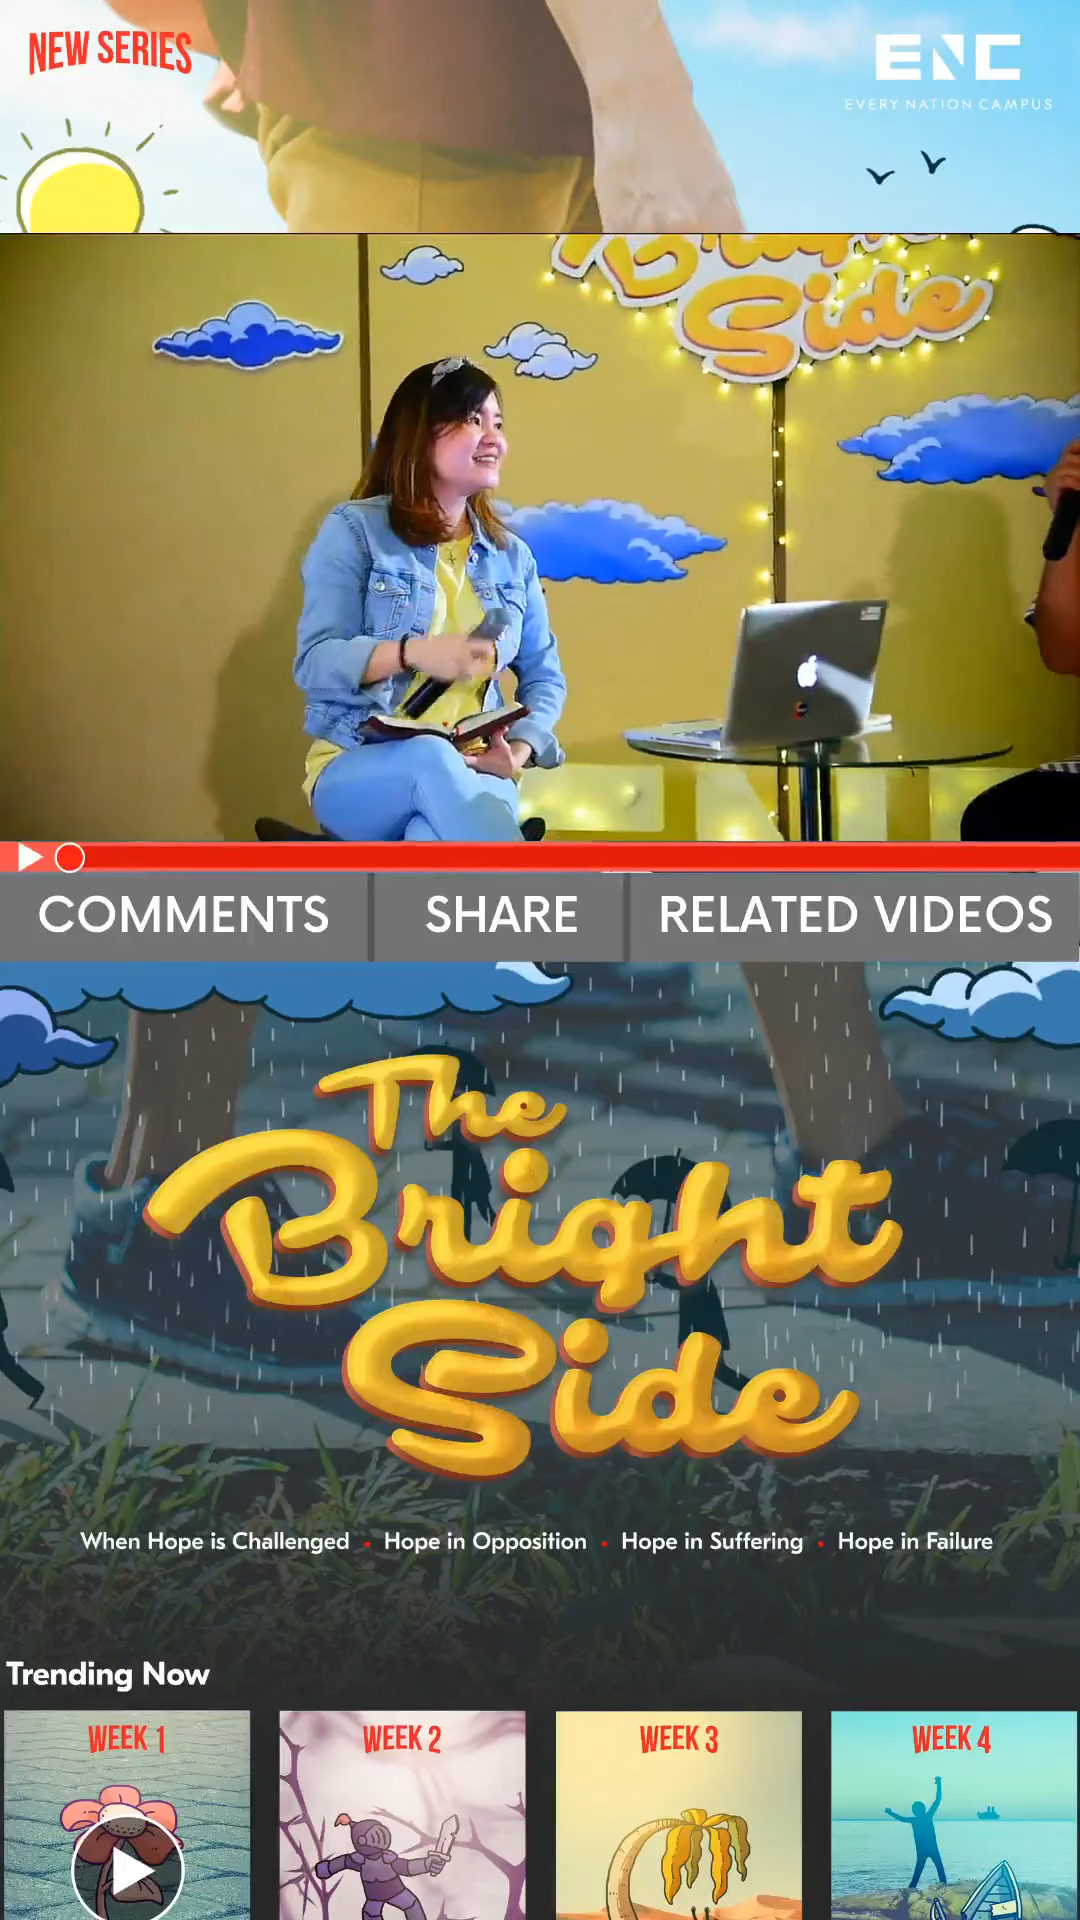 NEW SERIES
ENC
EVERY NATION CAMPUS
Bright
Side
COMMENTS
SHARE
RELATED VIDEOS
The
Bright
Side
When Hope is Challenged • Hope in Opposition • Hope in Suffering • Hope in Failure
Trending Now
WEEK 1
WEEK 2
WEEK 3
WEEK 4